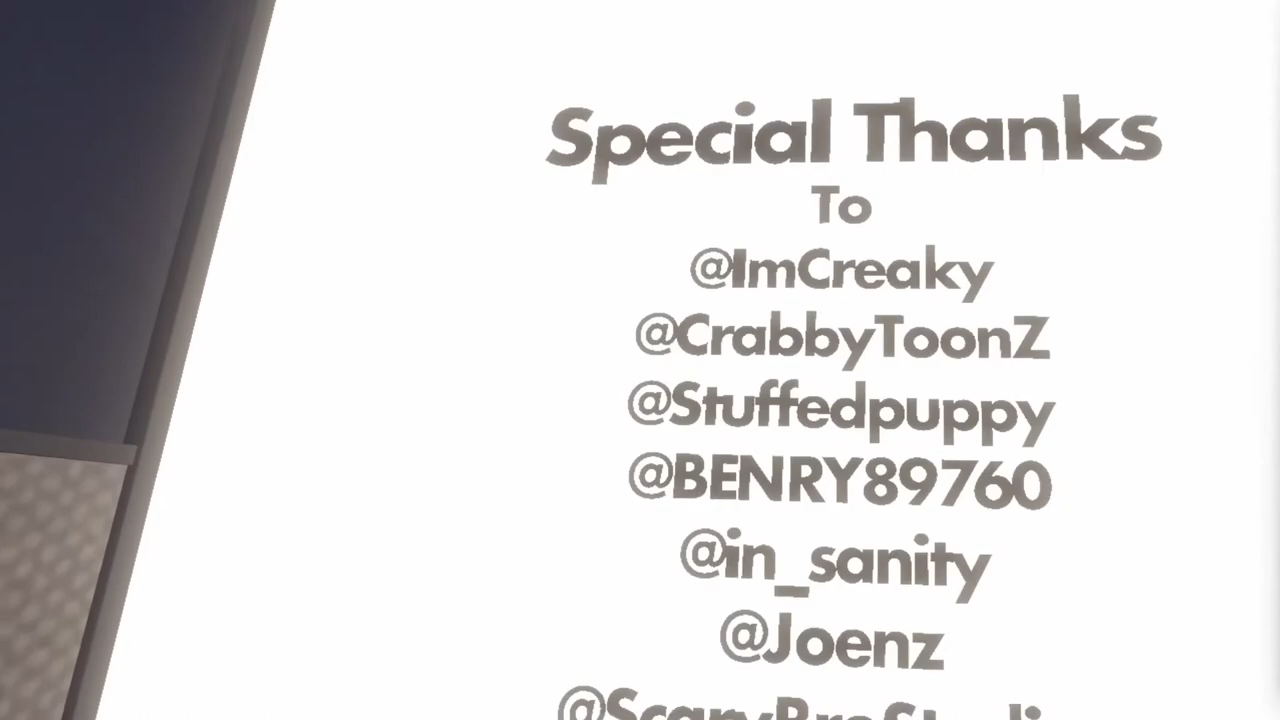 Special Thanks
To
@ImCreaky
@CrabbyToonZ
@Stuffedpuppy
@BENRY89760
@in_sanity
@Joenz